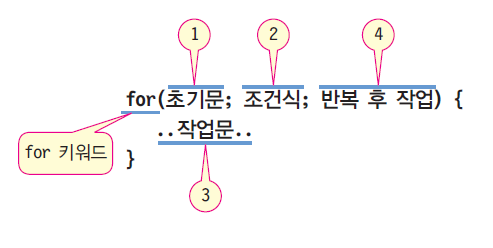 1 2 4
for(초기문; 조건식; 반복 후 작업) {
..작업문..
for 키워드
}
3